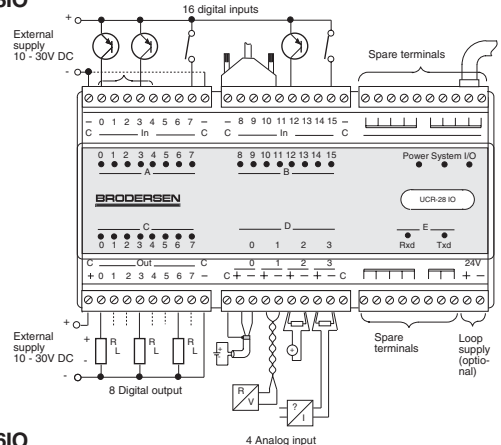 6IO
16 digital inputs
External
supply
10 - 30V DC
+
-
Spare terminals
- 0 1 2 3 4 5 6 7 -
C In C
- 8 9 10 11 12 13 14 15 -
C In C
0 1 2 3 4 5 6 7
A
8 9 10 11 12 13 14 15
B
Power System I/O
BRODERSEN
UCR-28 IO
C
0 1 2 3 4 5 6 7
D
0 1 2 3
E
Rxd Txd
C Out C
+ 0 1 2 3 4 5 6 7 -
0 1 2 3
C + - + - + - + - C
24V
+ -
External
supply
10 - 30V DC
+
-
+
-
R
L
R
L
R
L
8 Digital output
R
V
?
I
4 Analog input
Spare
terminals
Loop
supply
(optio-
nal)
6IO